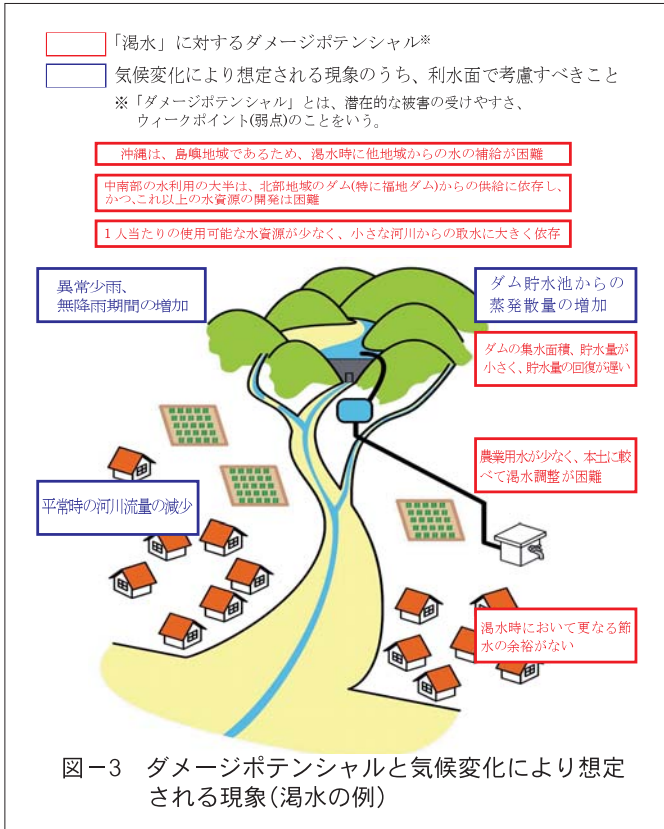 「渇水」に対するダメージポテンシャル※
気候変化により想定される現象のうち、利水面で考慮すべきこと
※「ダメージポテンシャル」とは、潜在的な被害の受けやすさ、
ウィークポイント(弱点)のことをいう。
沖縄は、島嶼地域であるため、渇水時に他地域からの水の補給が困難
中南部の水利用の大半は、北部地域のダム(特に福地ダム)からの供給に依存し、
かつ、これ以上の水資源の開発は困難
1人当たりの使用可能な水資源が少なく、小さな河川からの取水に大きく依存
異常少雨、
無降雨期間の増加
ダム貯水池からの
蒸発散量の増加
ダムの集水面積、貯水量が
小さく、貯水量の回復が遅い
農業用水が少なく、本土に較
べて渇水調整が困難
平常時の河川流量の減少
渇水時において更なる節
水の余裕がない
図－3 ダメージポテンシャルと気候変化により想定
される現象(渇水の例)